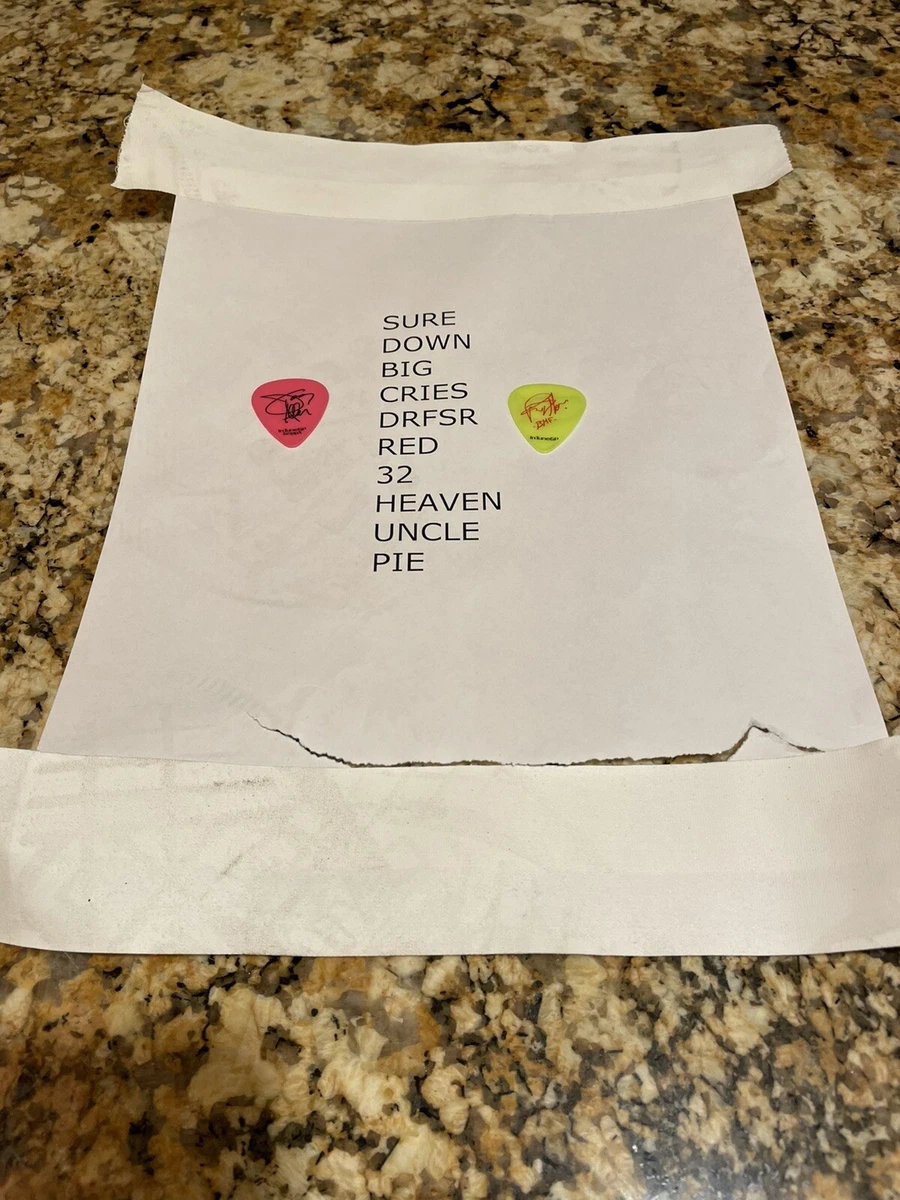 SURE
DOWN
BIG
CRIES
DRFSR
RED
32
HEAVEN
UNCLE
PIE